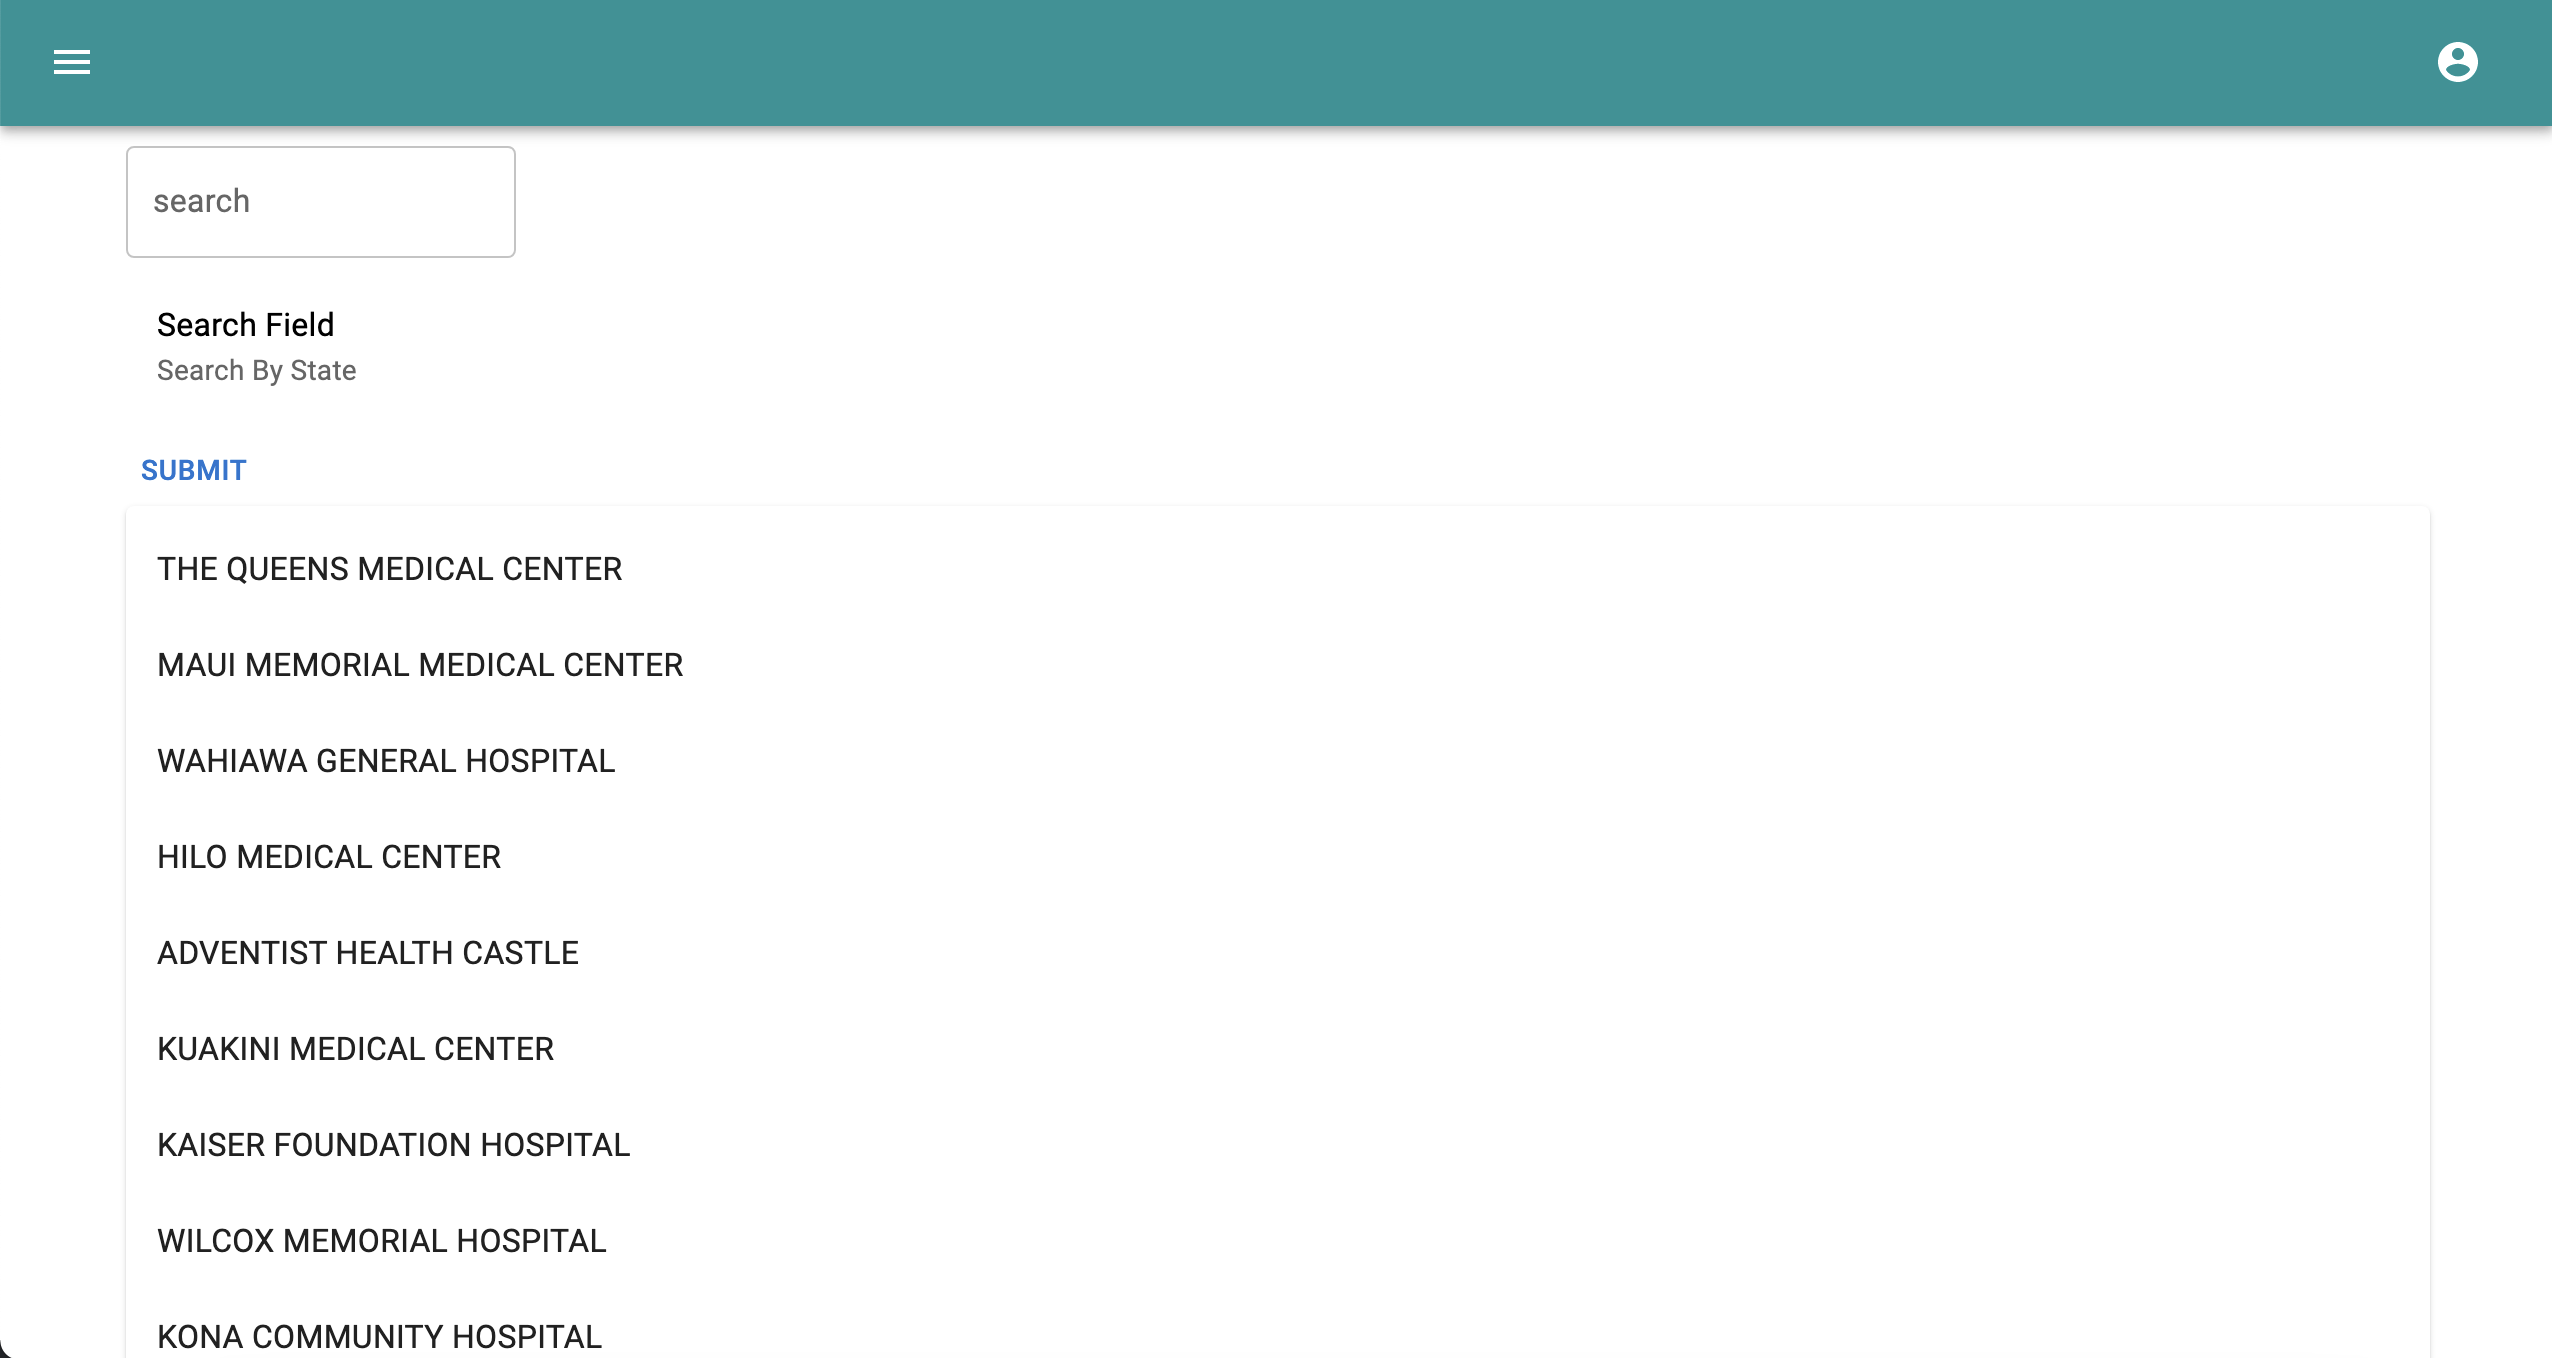 search
Search Field
Search By State
SUBMIT
THE QUEENS MEDICAL CENTER
MAUI MEMORIAL MEDICAL CENTER
WAHIAWA GENERAL HOSPITAL
HILO MEDICAL CENTER
ADVENTIST HEALTH CASTLE
KUAKINI MEDICAL CENTER
KAISER FOUNDATION HOSPITAL
WILCOX MEMORIAL HOSPITAL
KONA COMMUNITY HOSPITAL